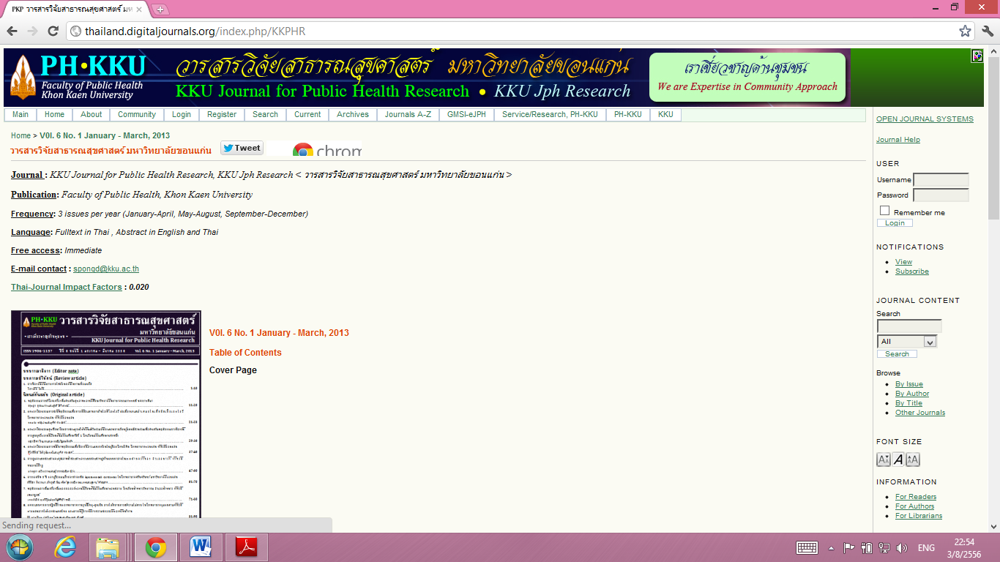 PKP วารสารวิจัยสาธารณสุขศาสตร์ มห
thailand.digitaljournals.org/index.php/KKPHR
PH•KKU
Faculty of Public Health
Khon Kaen University
วารสารวิจัยสาธารณสุขศาสตร์ มหาวิทยาลัยขอนแก่น
KKU Journal for Public Health Research • KKU Jph Research
เราเชี่ยวชาญด้านชุมชน
We are Expertise in Community Approach
Main Home About Community Login Register Search Current Archives Journals A-Z GMSI-eJPH Service/Research, PH-KKU PH-KKU KKU
Home > V0l. 6 No. 1 January - March, 2013
วารสารวิจัยสาธารณสุขศาสตร์ มหาวิทยาลัยขอนแก่น Tweet chrom
Journal : KKU Journal for Public Health Research, KKU Jph Research < วารสารวิจัยสาธารณสุขศาสตร์ มหาวิทยาลัยขอนแก่น >
Publication: Faculty of Public Health, Khon Kaen University
Frequency: 3 issues per year (January-April, May-August, September-December)
Language: Fulltext in Thai , Abstract in English and Thai
Free access: Immediate
E-mail contact : spongd@kku.ac.th
Thai-Journal Impact Factors : 0.020
PH•KKU วารสารวิจัยสาธารณสุขศาสตร์
มหาวิทยาลัยขอนแก่น
KKU Journal for Public Health Research
ISSN 1906-1137 Vol. 6 No. 1 January - March, 2013
บทบรรณาธิการ (Editor note)
(Review article)
นิพนธ์ต้นฉบับ (Original article)
V0l. 6 No. 1 January - March, 2013
Table of Contents
Cover Page
OPEN JOURNAL SYSTEMS
Journal Help
USER
Username
Password
Remember me
Login
NOTIFICATIONS
View
Subscribe
JOURNAL CONTENT
Search
All
Search
Browse
By Issue
By Author
By Title
Other Journals
FONT SIZE
A A A
INFORMATION
For Readers
For Authors
For Librarians
Sending request...
ENG
22:54
3/8/2556